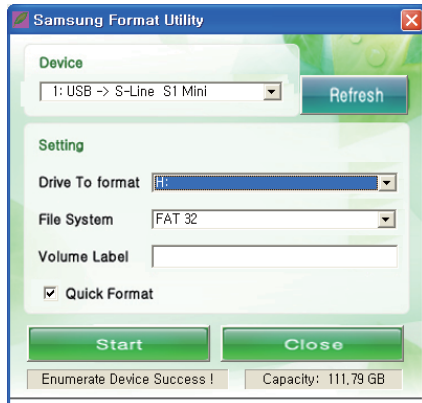 Samsung Format Utility
Device
1: USB -> S-Line S1 Mini
Refresh
Setting
Drive To format H:
File System FAT 32
Volume Label
Quick Format
Start Close
Enumerate Device Success ! Capacity: 111,79 GB